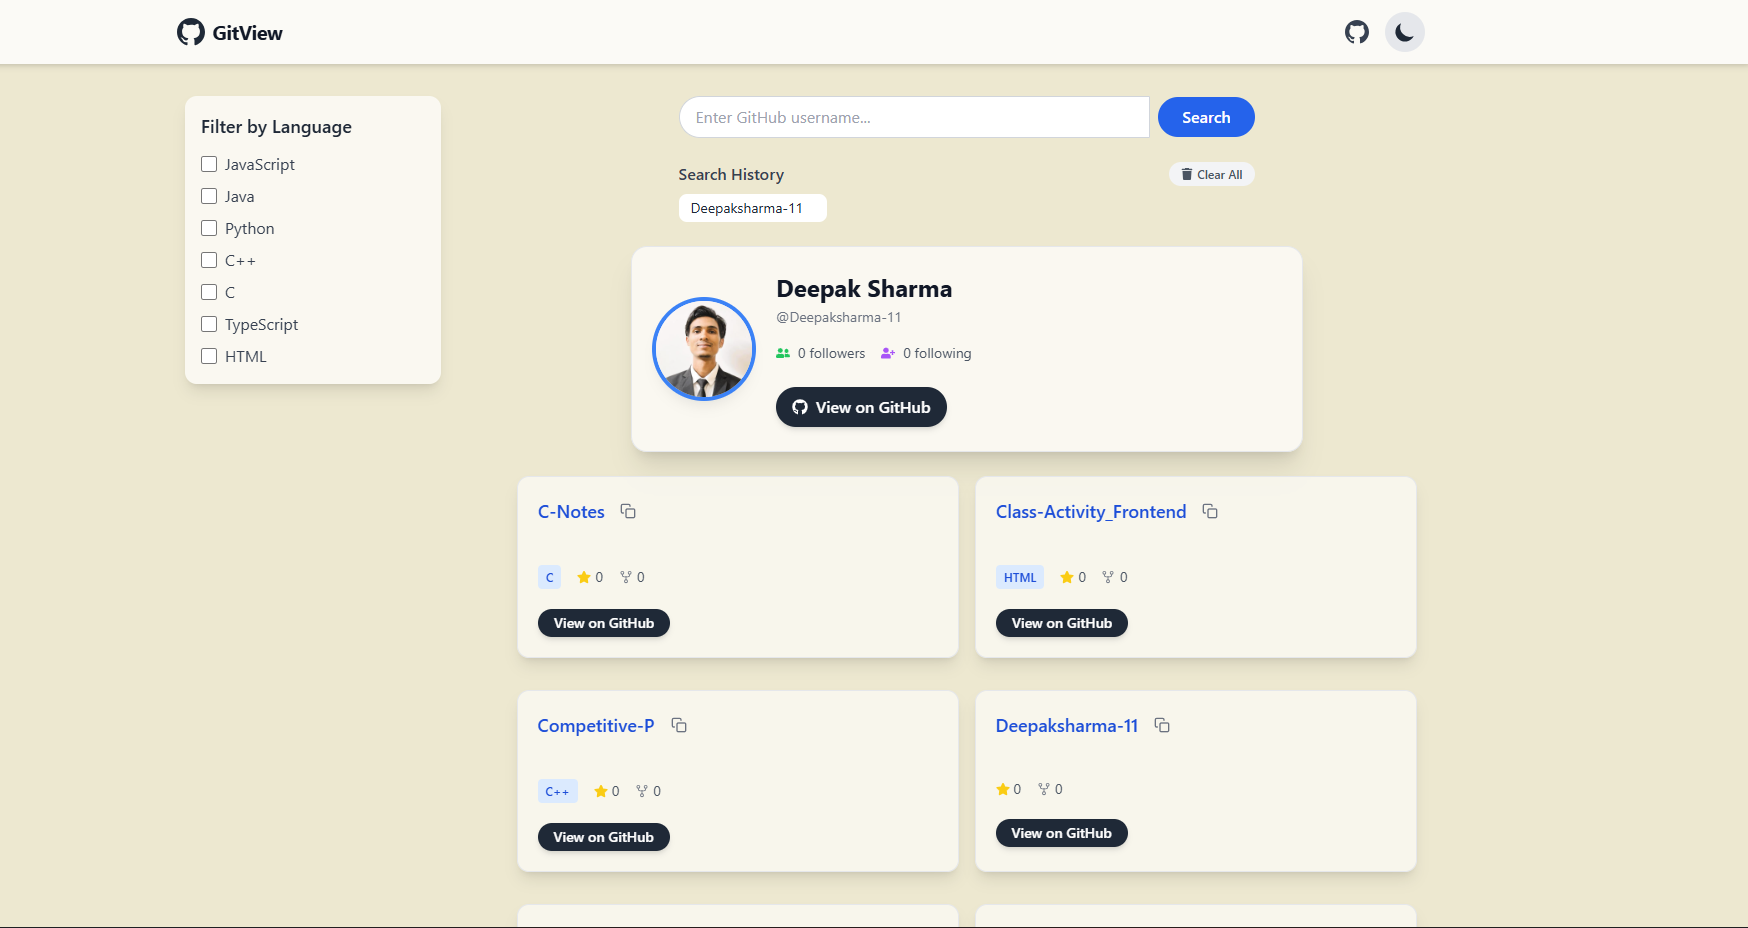 GitView
Filter by Language
JavaScript
Java
Python
C++
C
TypeScript
HTML
Enter GitHub username...
Search
Search History
Clear All
Deepaksharma-11
Deepak Sharma
@Deepaksharma-11
0 followers 0 following
View on GitHub
C-Notes
C 0 0
View on GitHub
Class-Activity_Frontend
HTML 0 0
View on GitHub
Competitive-P
C++ 0 0
View on GitHub
Deepaksharma-11
0 0
View on GitHub